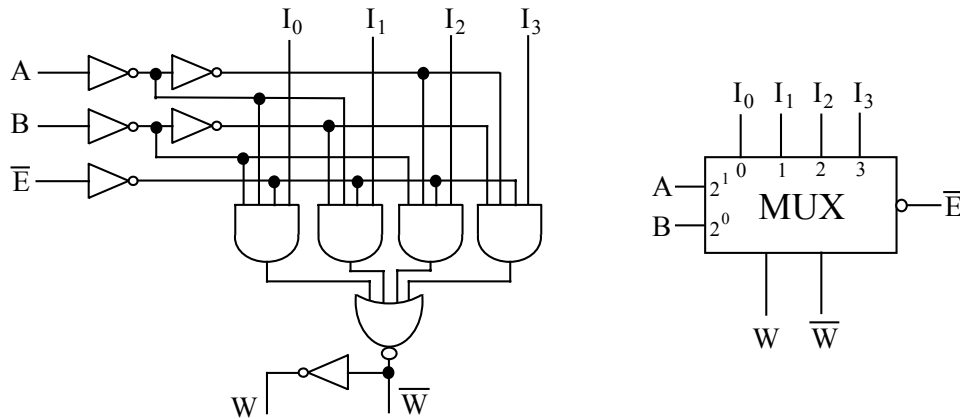 I₀ I₁ I₂ I₃
A
B
E̅
W W̅
I₀ I₁ I₂ I₃
0 1 2 3
A 2¹
MUX E̅
B 2⁰
W W̅